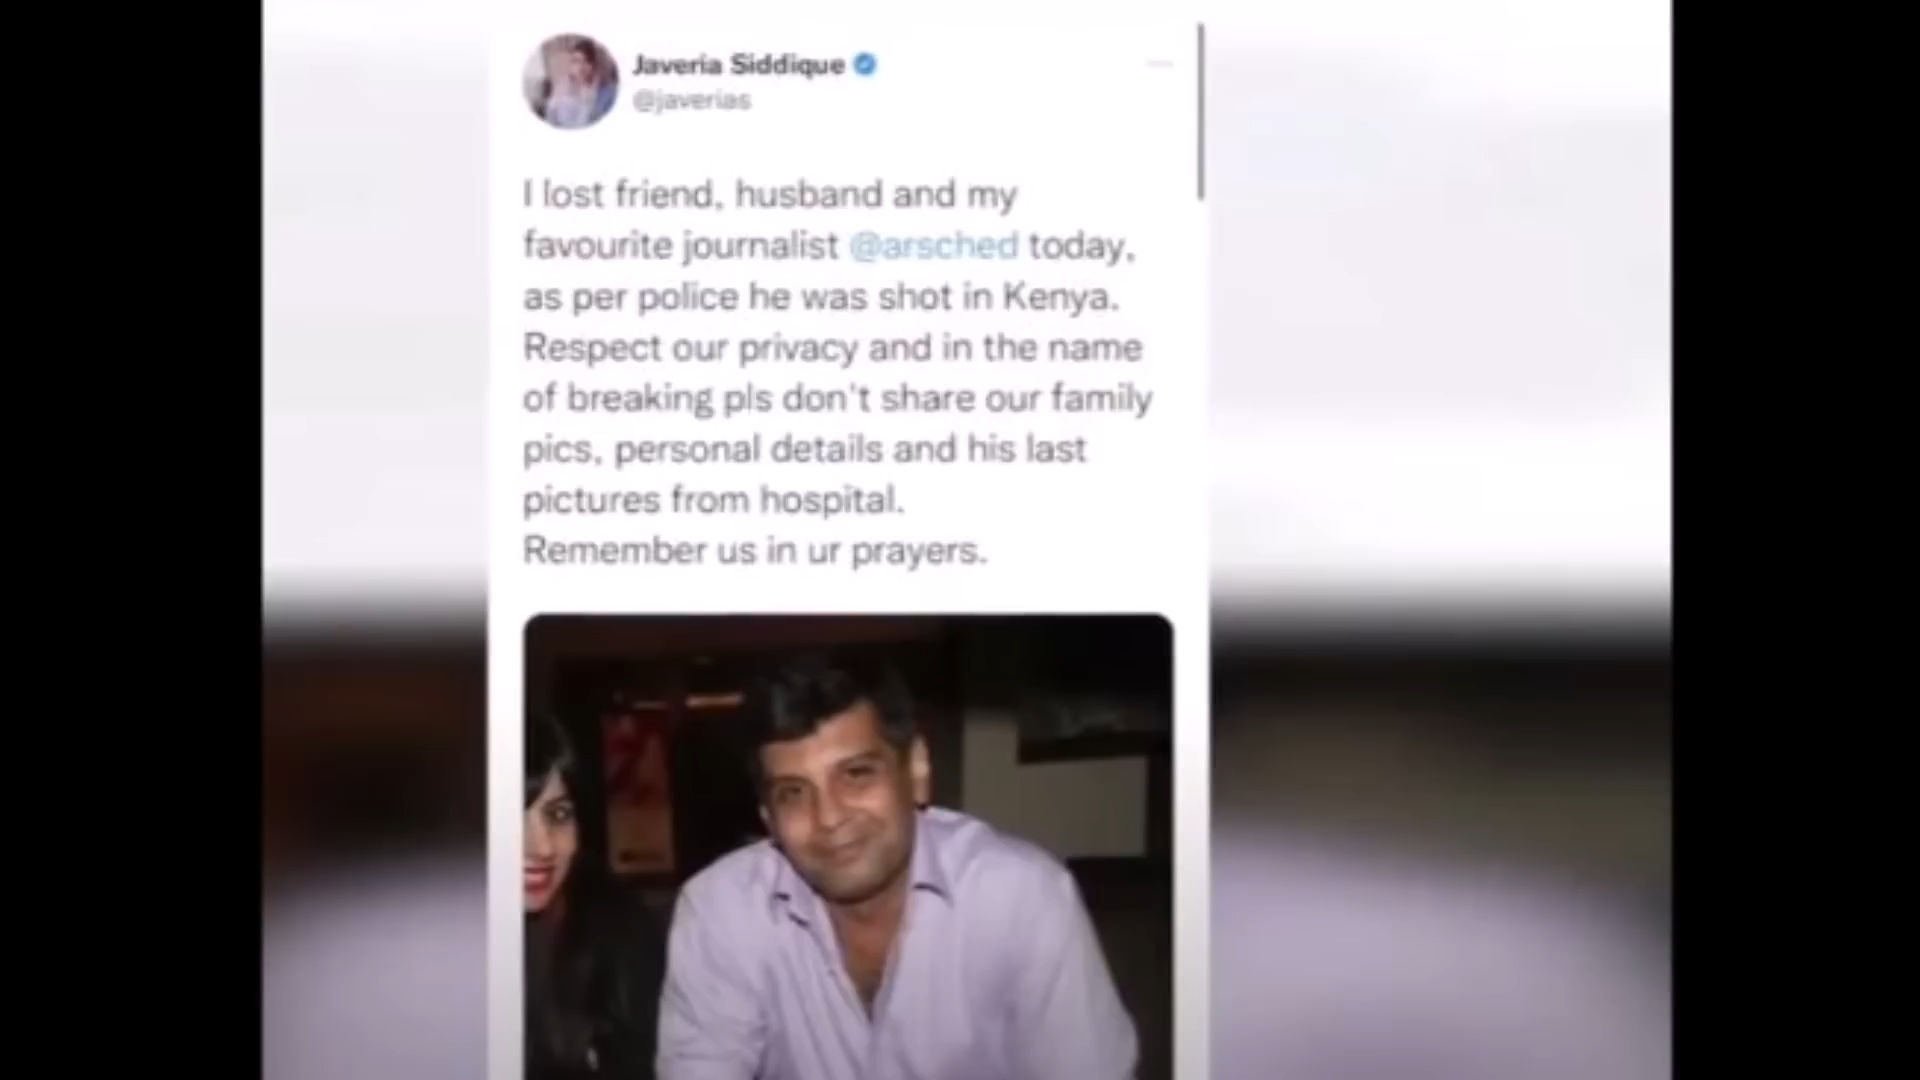 Javeria Siddique
@javerias
I lost friend, husband and my
favourite journalist @arsched today,
as per police he was shot in Kenya.
Respect our privacy and in the name
of breaking pls don't share our family
pics, personal details and his last
pictures from hospital.
Remember us in ur prayers.